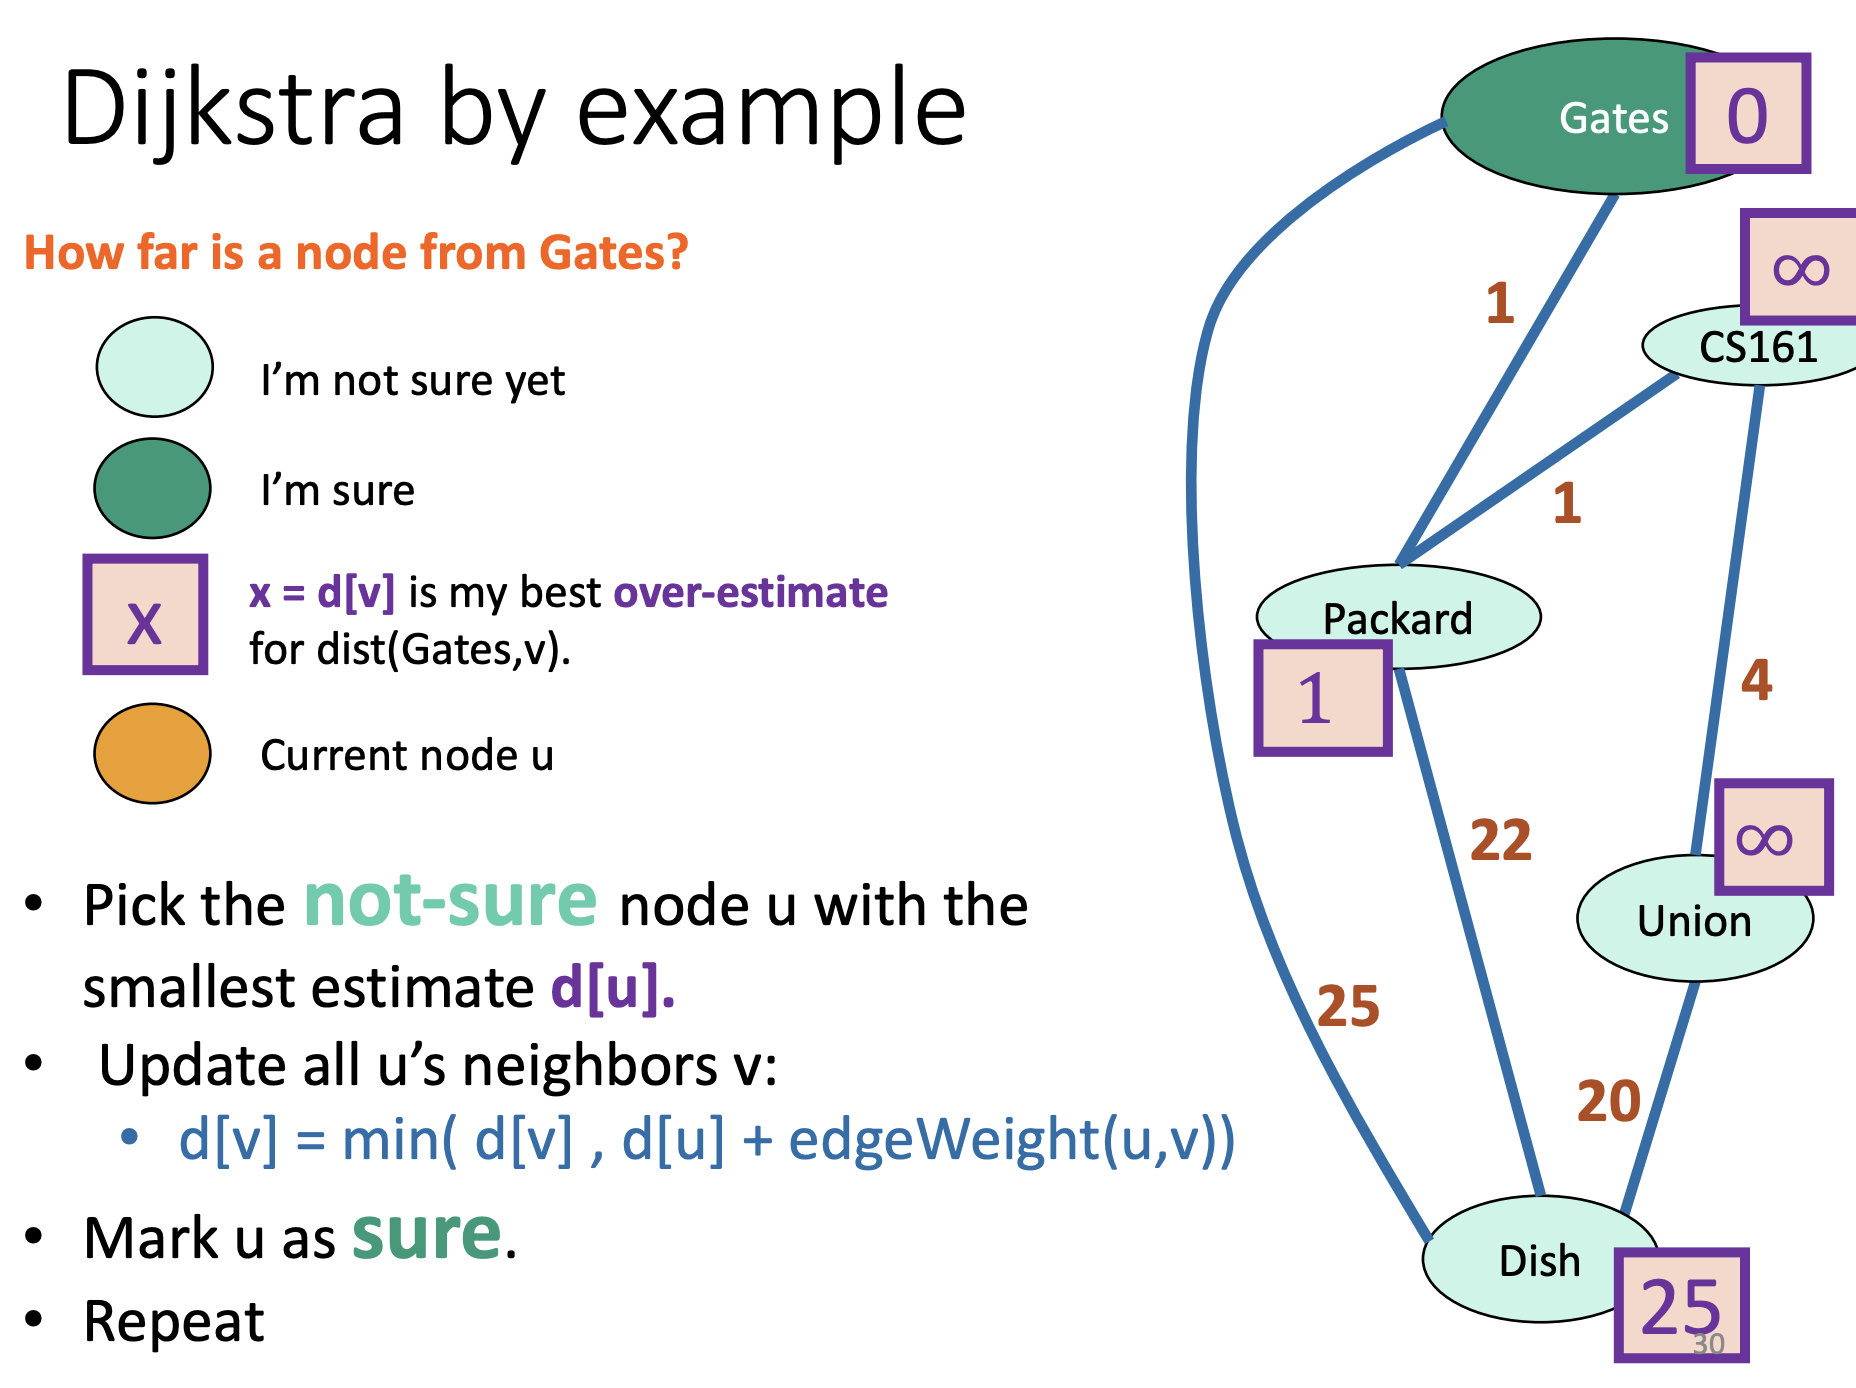 Dijkstra by example
How far is a node from Gates?
I'm not sure yet
I'm sure
x
x = d[v] is my best over-estimate
for dist(Gates,v).
Current node u
• Pick the not-sure node u with the
smallest estimate d[u].
• Update all u's neighbors v:
• d[v] = min( d[v] , d[u] + edgeWeight(u,v))
• Mark u as sure.
• Repeat
Gates
0
∞
CS161
1
1
Packard
1
4
22
∞
Union
25
20
Dish
25
30